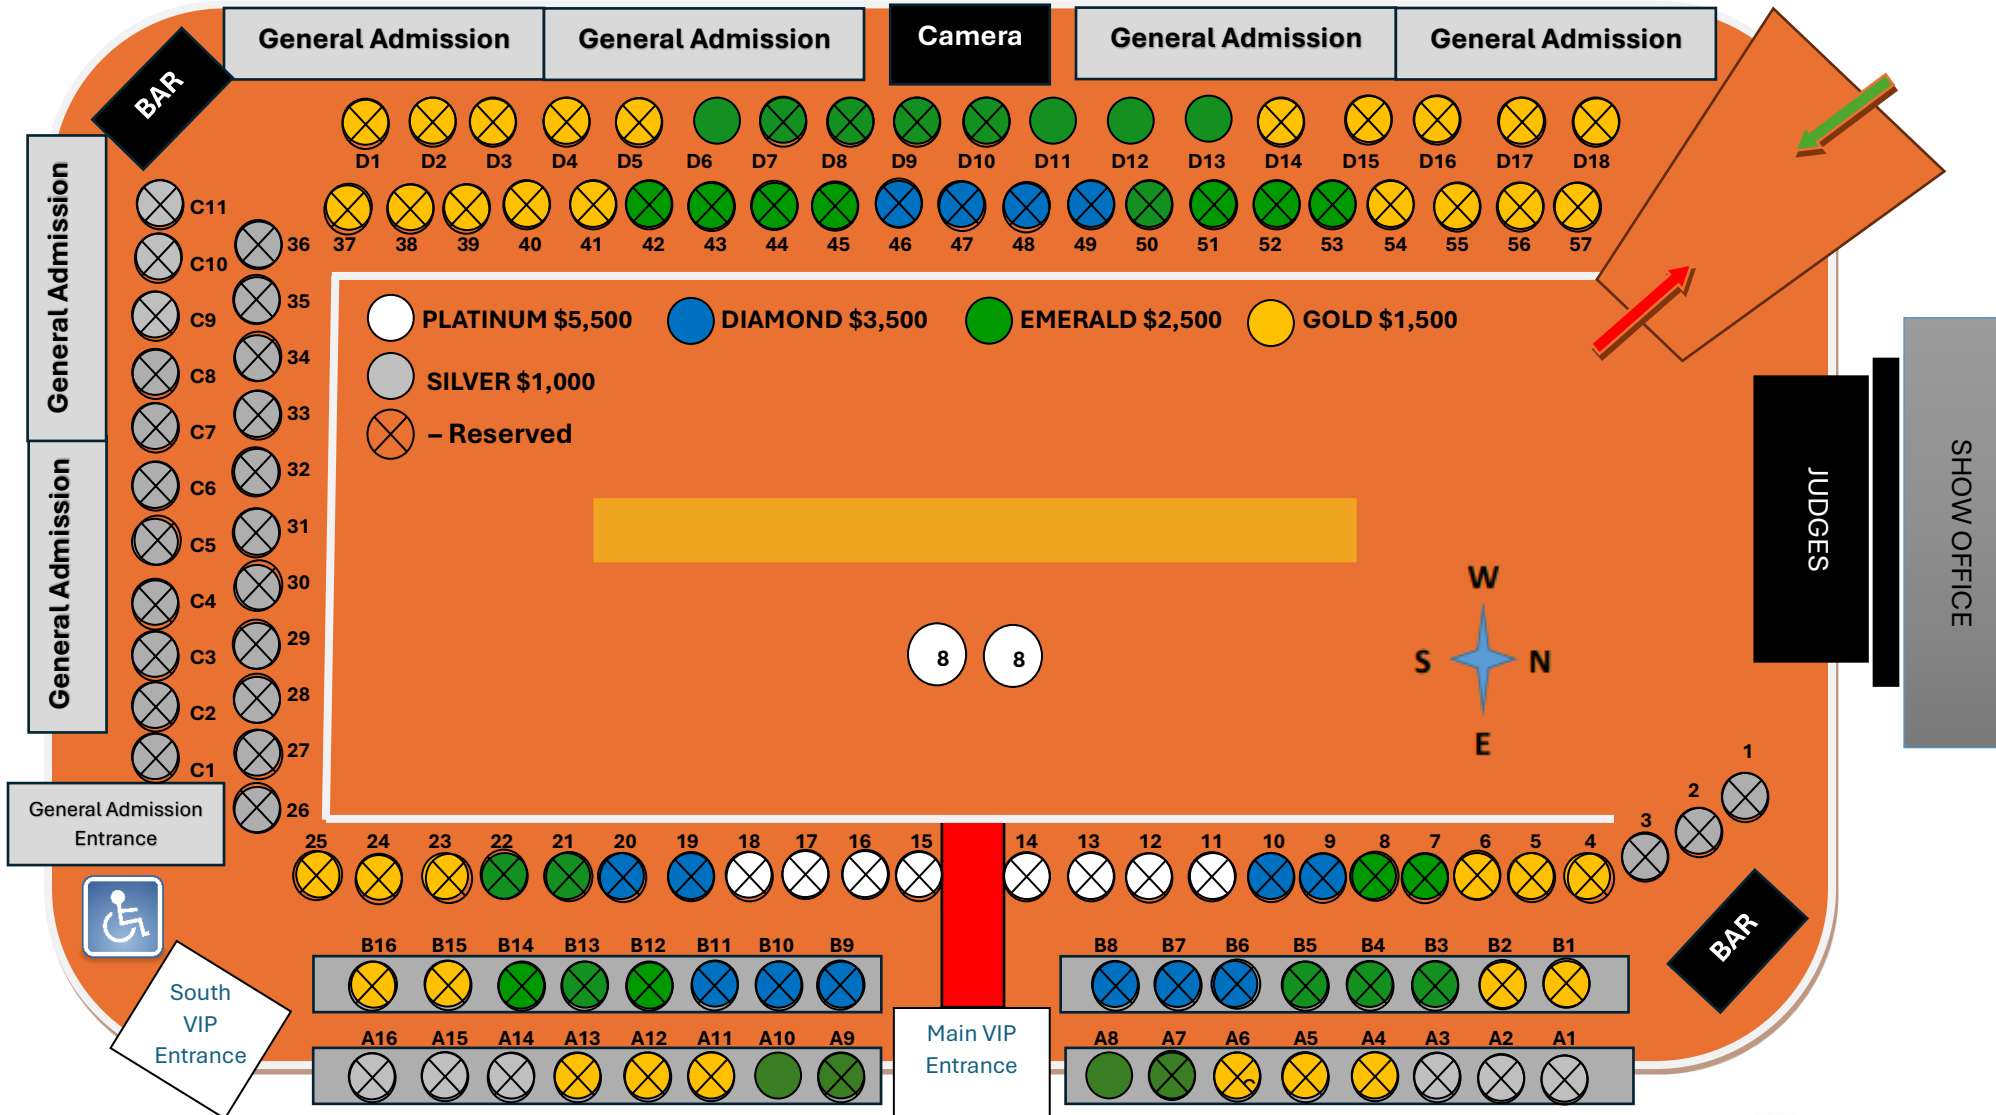 General Admission
General Admission
Camera
General Admission
General Admission
BAR
D1 D2 D3 D4 D5 D6 D7 D8 D9 D10 D11 D12 D13 D14 D15 D16 D17 D18
General Admission
General Admission
C11
C10
C9
C8
C7
C6
C5
C4
C3
C2
C1
36
35
34
33
32
31
30
29
28
27
26
37 38 39 40 41 42 43 44 45 46 47 48 49 50 51 52 53 54 55 56 57
PLATINUM $5,500 DIAMOND $3,500 EMERALD $2,500 GOLD $1,500
SILVER $1,000
– Reserved
JUDGES
SHOW OFFICE
8 8
W
S N
E
1
2
3
General Admission
Entrance
25 24 23 22 21 20 19 18 17 16 15 14 13 12 11 10 9 8 7 6 5 4
BAR
B16 B15 B14 B13 B12 B11 B10 B9 B8 B7 B6 B5 B4 B3 B2 B1
South
VIP
Entrance
Main VIP
Entrance
A16 A15 A14 A13 A12 A11 A10 A9 A8 A7 A6 A5 A4 A3 A2 A1